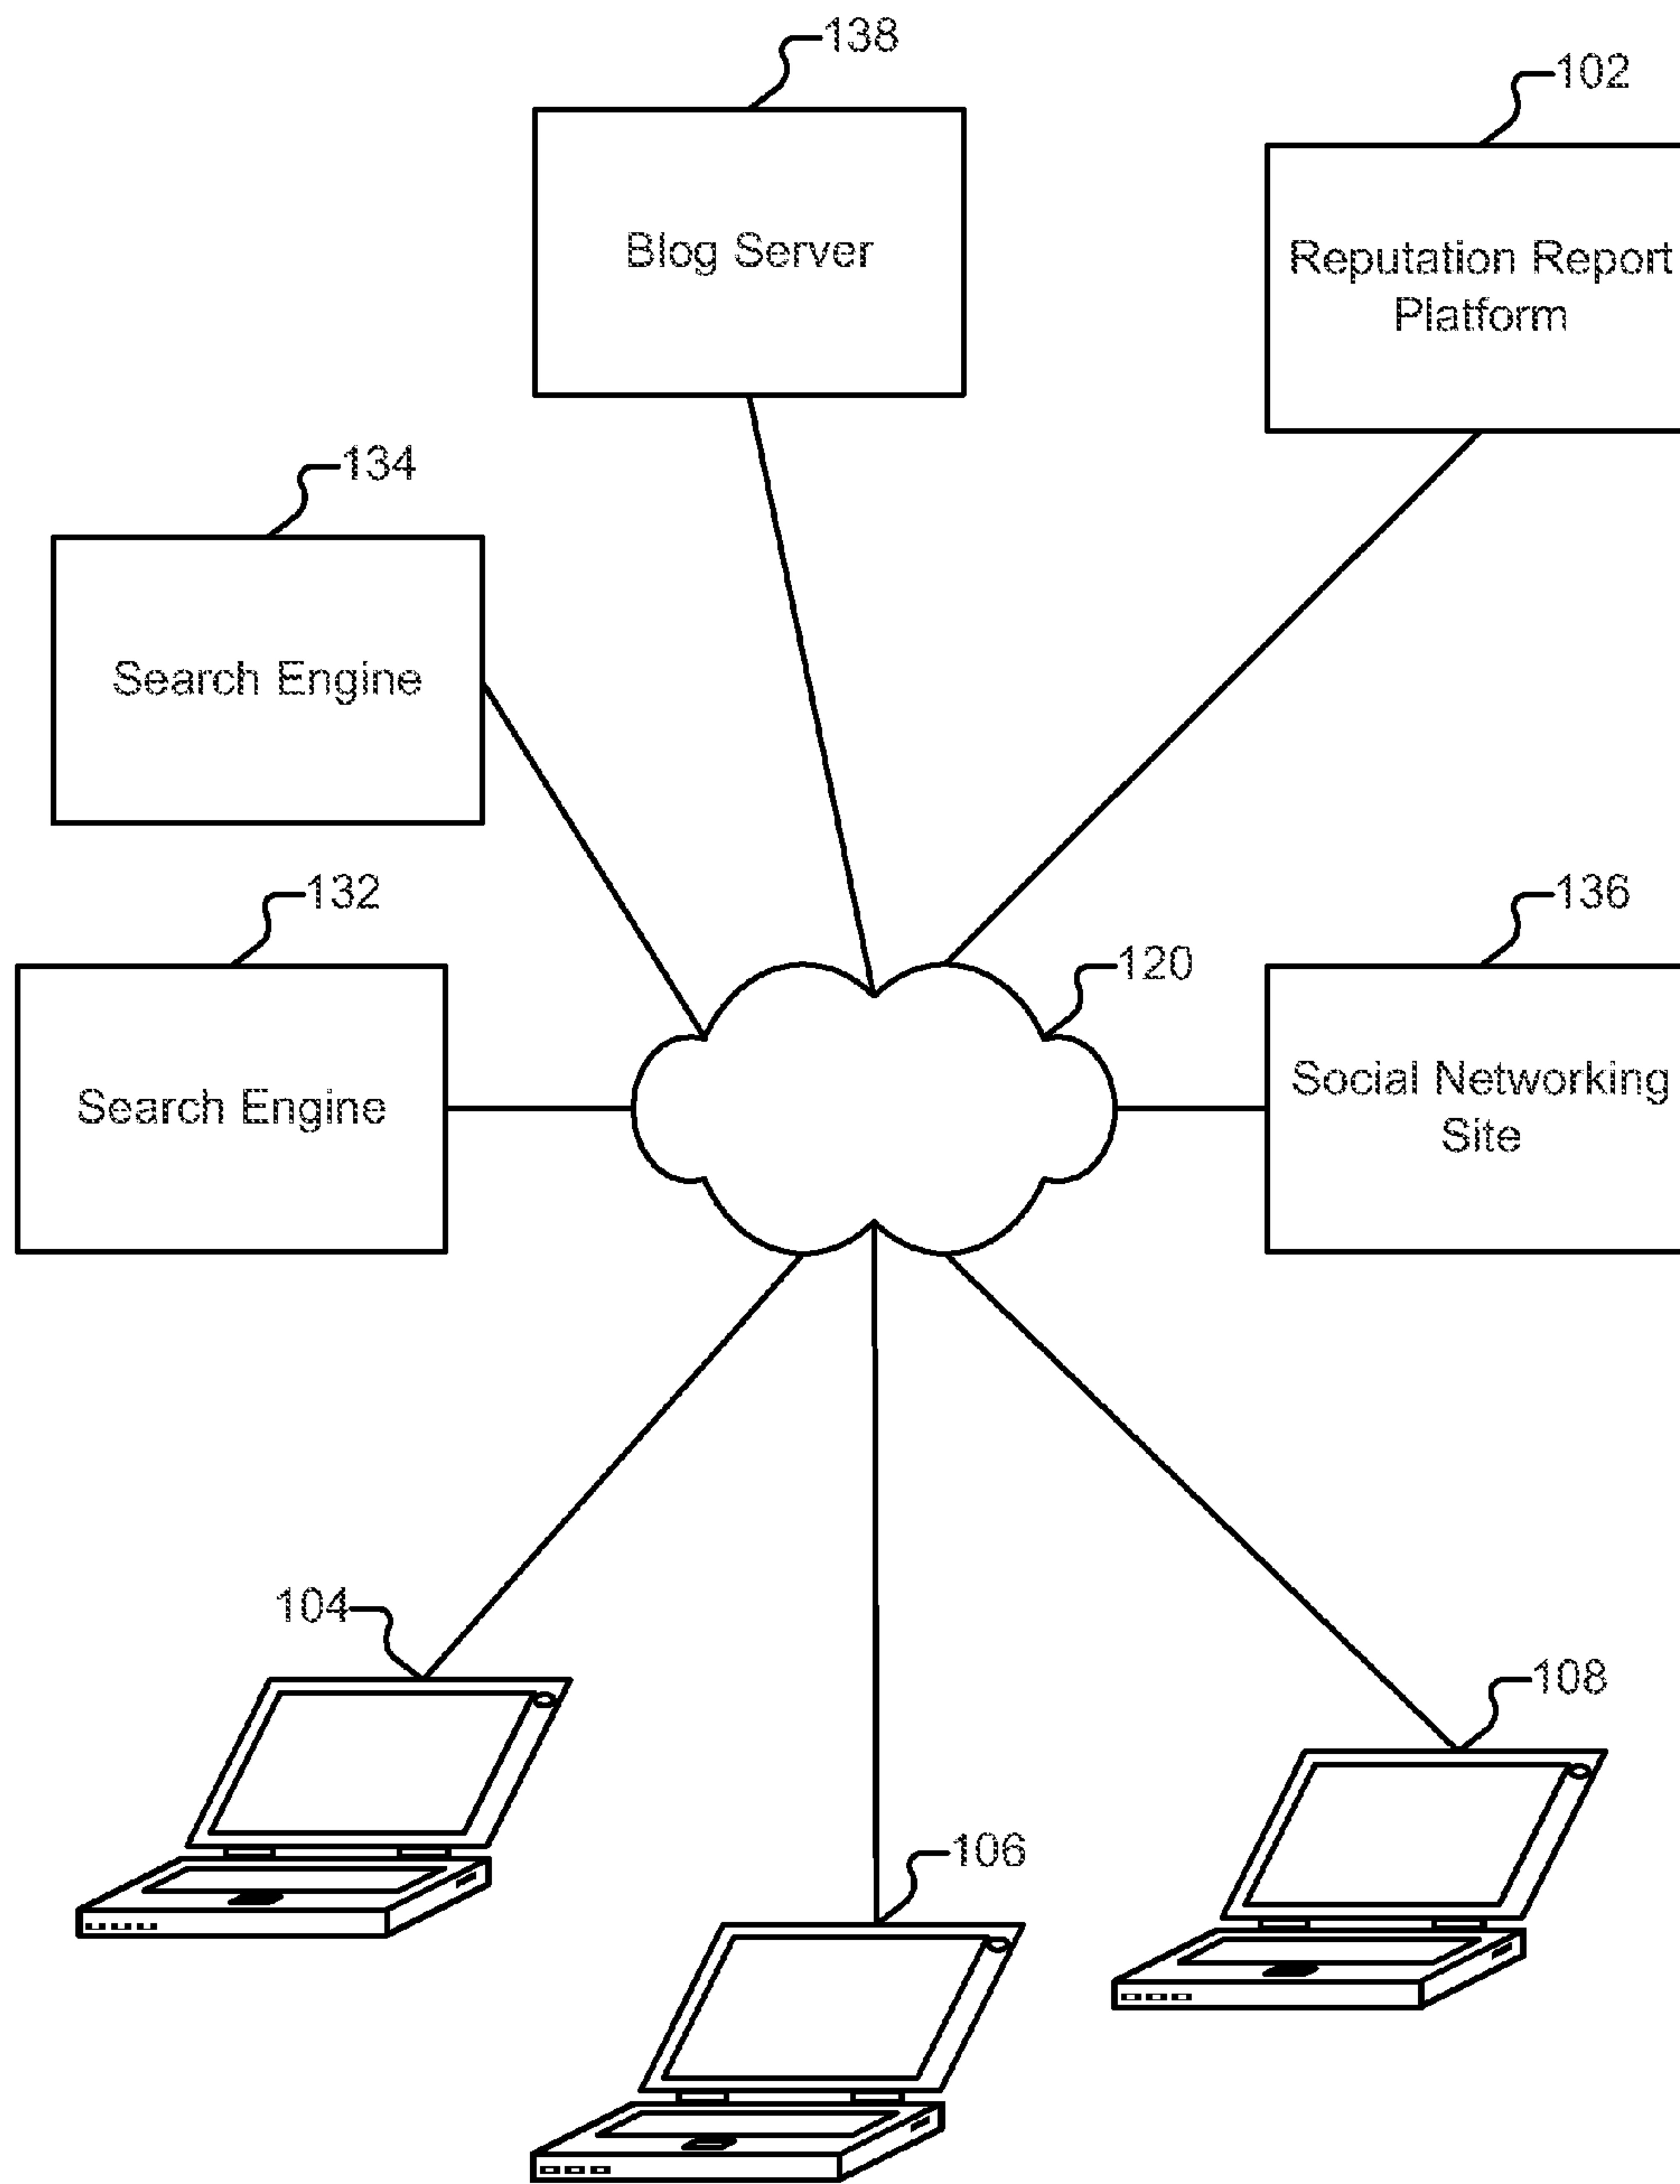 138
102
Blog Server
Reputation Report
Platform
134
Search Engine
132
136
120
Search Engine
Social Networking
Site
104
108
106